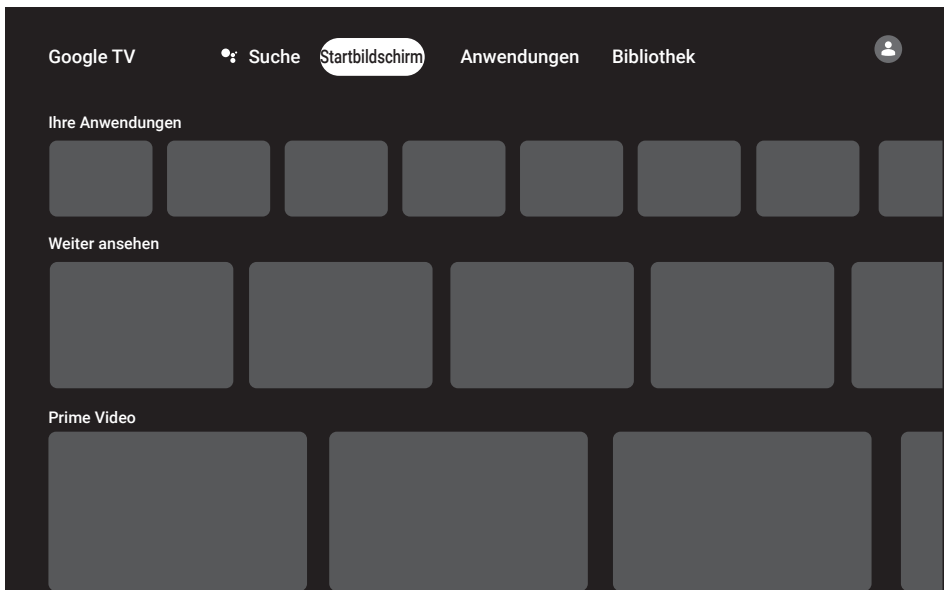 Google TV Suche Startbildschirm Anwendungen Bibliothek
Ihre Anwendungen
Weiter ansehen
Prime Video